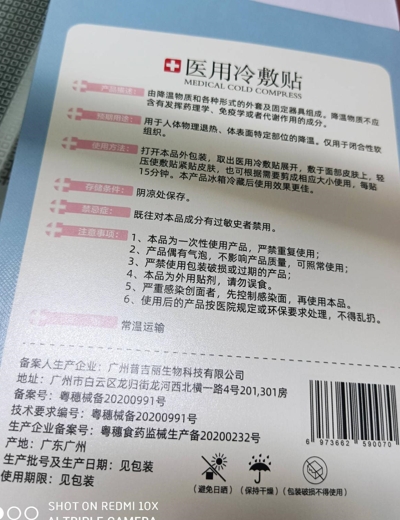 医用冷敷贴
MEDICAL COLD COMPRESS
由降温物质和各种形式的外套及固定器具组成。降温物质不应
含有发挥药理学、免疫学或者代谢作用的成分。
预期用途：
用于人体物理退热、体表面特定部位的降温。仅用于闭合性软
组织。
使用方法：
打开本品外包装，取出医用冷敷贴展开，敷于面部皮肤上，轻
压使敷贴紧贴皮肤，也可根据需要剪成相应大小使用，每贴
15分钟。本产品冰箱冷藏后使用效果更佳。
存储条件：
阴凉处保存。
禁忌症：
既往对本品成分有过敏史者禁用。
注意事项：
1、本品为一次性使用产品，严禁重复使用；
2、产品偶有气泡，不影响产品质量，可照常使用；
3、严禁使用包装破损或过期的产品；
4、本品为外用贴剂，请勿误食。
5、严重感染创面者，先控制感染面，再使用本品。
6、使用后的产品按医院规定或环保要求处理，不得乱扔。
常温运输
备案人生产企业：广州普吉丽生物科技有限公司
地址：广州市白云区龙归街龙河西北横一路4号201,301房
备案号：粤穗械备20200991号
技术要求编号：粤穗械备20200991号
生产企业备案号：粤穗食药监械生产备20200232号
产地：广东广州
生产批号及生产日期：见包装
使用期限：见包装
6 973662 590070
（避免日晒）
（保持干燥）
（包装破损不得使用）
SHOT ON REDMI 10X
AI TRIPLE CAMERA